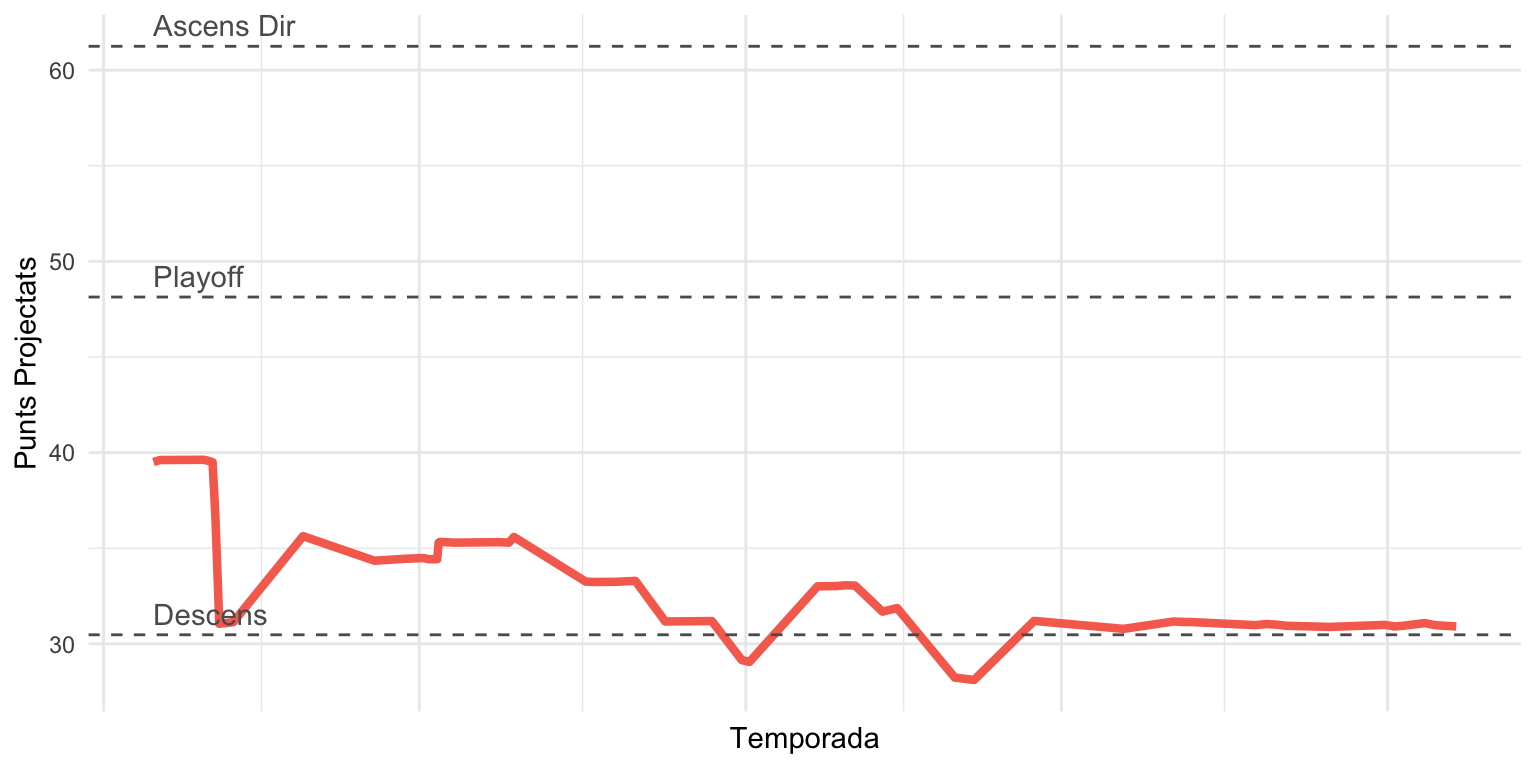 Ascens Dir
60
Playoff
50
40
Descens
30
Punts Projectats
Temporada